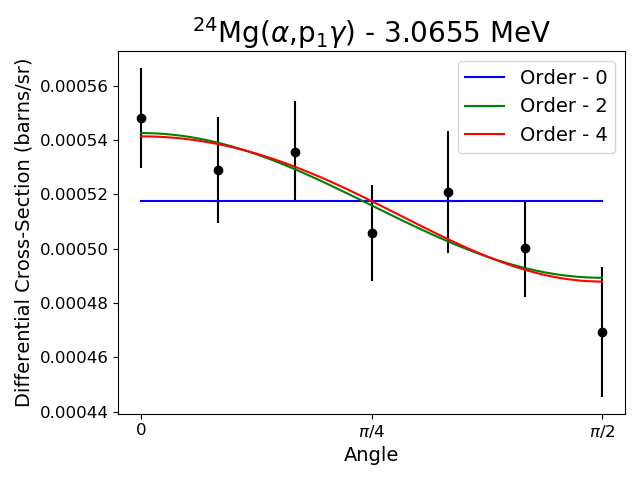 ²⁴Mg(α,p₁γ) - 3.0655 MeV
Differential Cross-Section (barns/sr)
0.00056
0.00054
0.00052
0.00050
0.00048
0.00046
0.00044
Order - 0
Order - 2
Order - 4
0
π/4
π/2
Angle